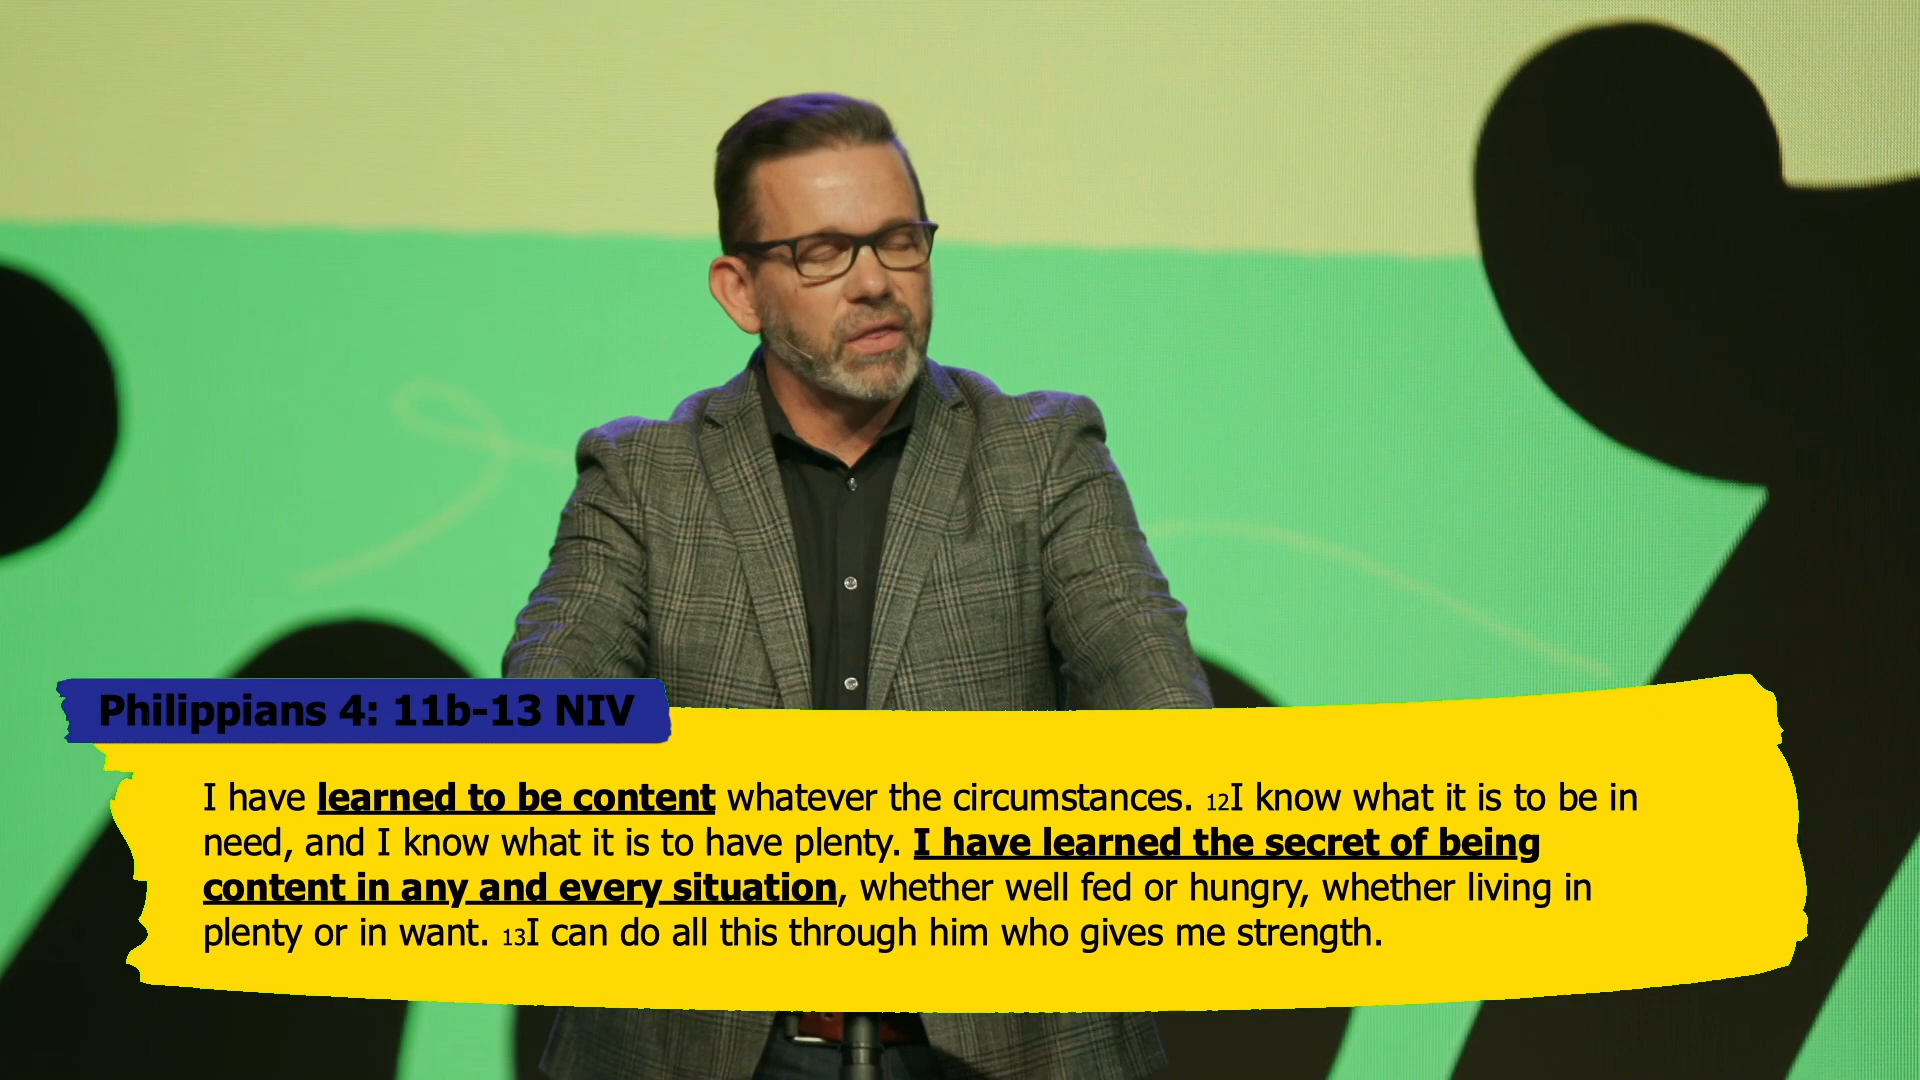 Philippians 4: 11b-13 NIV
I have learned to be content whatever the circumstances. 12I know what it is to be in
need, and I know what it is to have plenty. I have learned the secret of being
content in any and every situation, whether well fed or hungry, whether living in
plenty or in want. 13I can do all this through him who gives me strength.